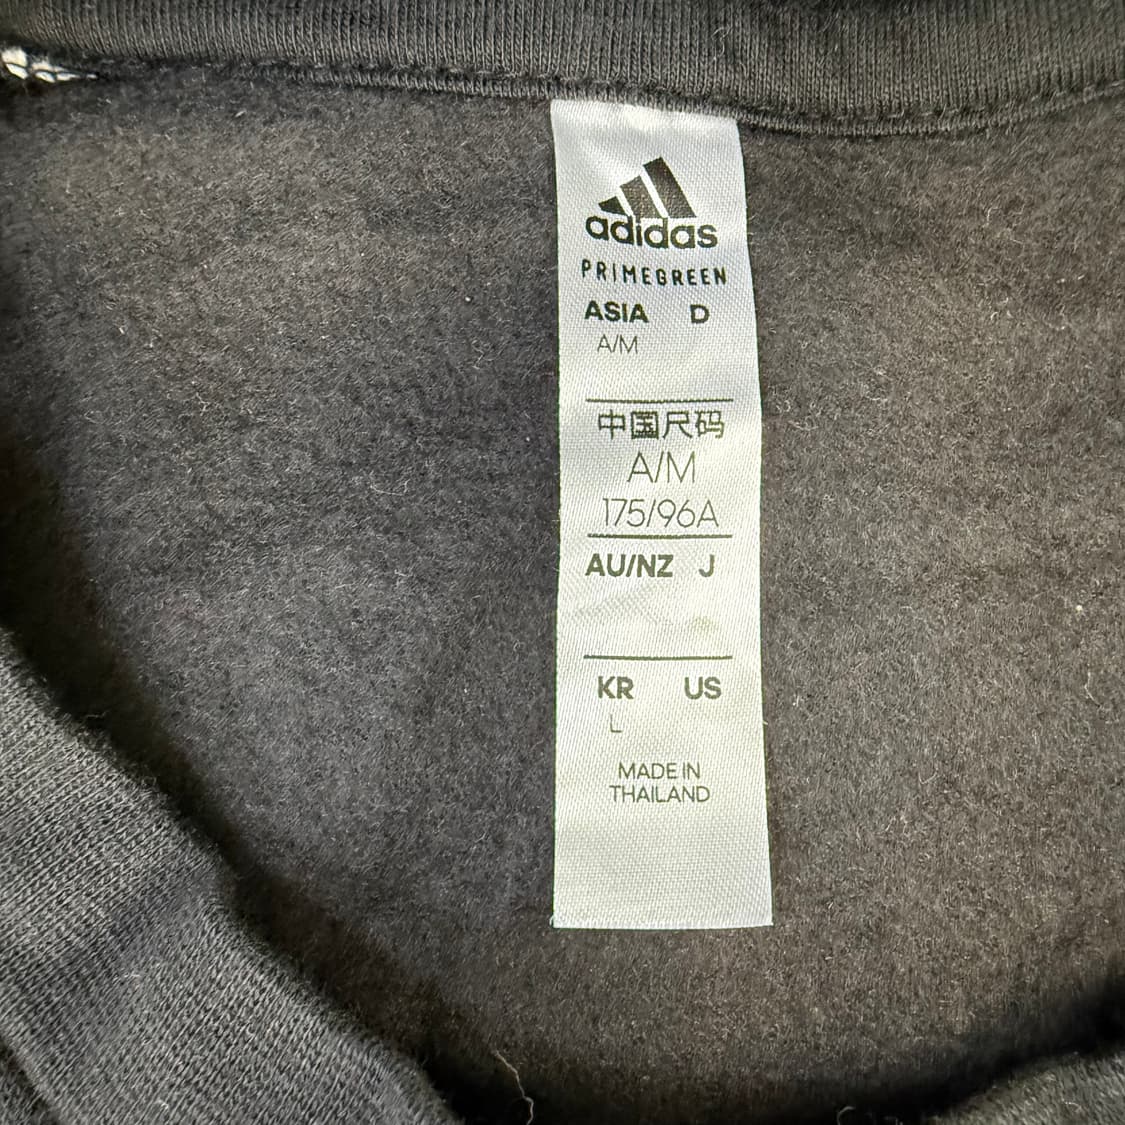 adidas
PRIMEGREEN
ASIA D
A/M
中国尺码
A/M
175/96A
AU/NZ J
KR US
L
MADE IN
THAILAND